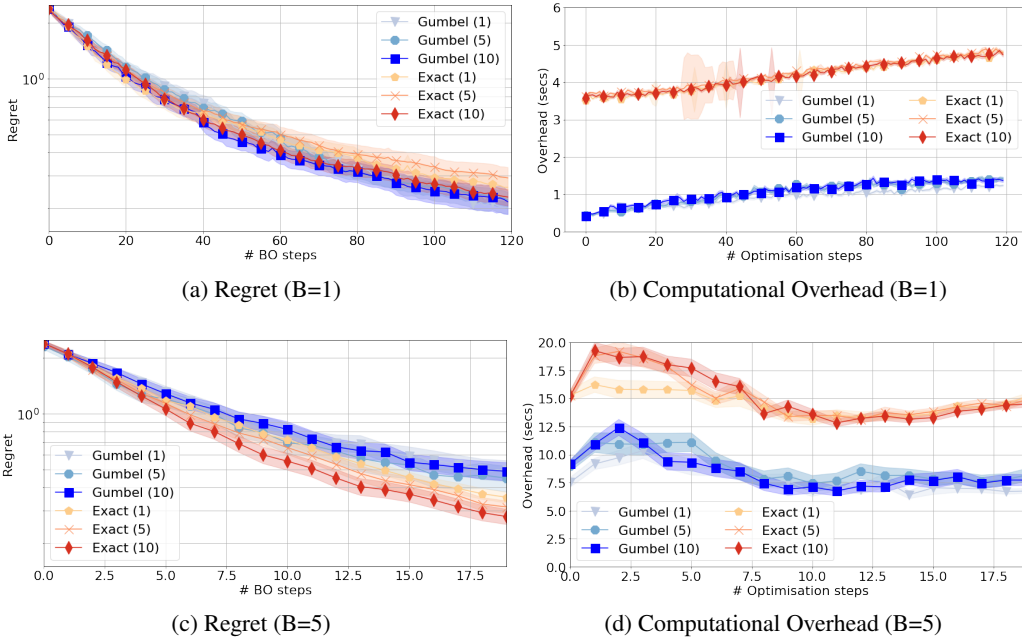 10⁰
Regret
Gumbel (1)
Gumbel (5)
Gumbel (10)
Exact (1)
Exact (5)
Exact (10)
0 20 40 60 80 100 120
# BO steps
(a) Regret (B=1)
6
5
4
3
2
1
0
Overhead (secs)
Gumbel (1) Exact (1)
Gumbel (5) Exact (5)
Gumbel (10) Exact (10)
0 20 40 60 80 100 120
# Optimisation steps
(b) Computational Overhead (B=1)
10⁰
Regret
Gumbel (1)
Gumbel (5)
Gumbel (10)
Exact (1)
Exact (5)
Exact (10)
0.0 2.5 5.0 7.5 10.0 12.5 15.0 17.5
# BO steps
(c) Regret (B=5)
20.0
17.5
15.0
12.5
10.0
7.5
5.0
2.5
0.0
Overhead (secs)
Gumbel (1) Exact (1)
Gumbel (5) Exact (5)
Gumbel (10) Exact (10)
0.0 2.5 5.0 7.5 10.0 12.5 15.0 17.5
# Optimisation steps
(d) Computational Overhead (B=5)